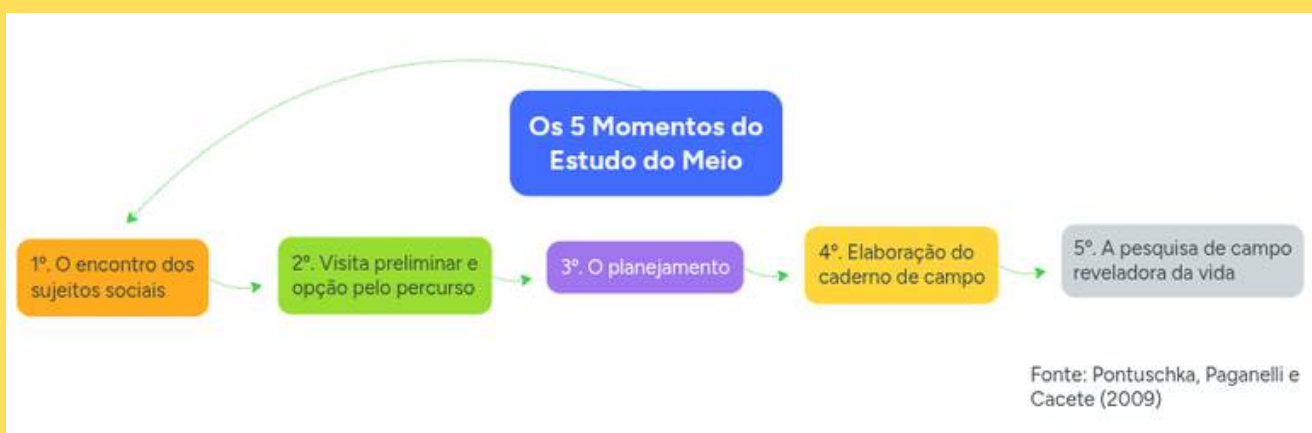 Os 5 Momentos do
Estudo do Meio
1º. O encontro dos
sujeitos sociais
2º. Visita preliminar e
opção pelo percurso
3º. O planejamento
4º. Elaboração do
caderno de campo
5º. A pesquisa de campo
reveladora da vida
Fonte: Pontuschka, Paganelli e
Cacete (2009)